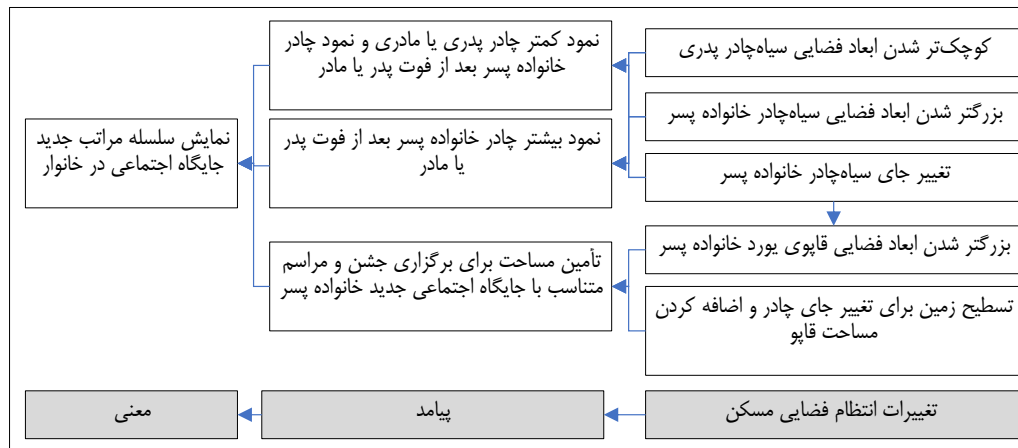 کوچک‌تر شدن ابعاد فضایی سیاه‌چادر پدری
بزرگتر شدن ابعاد فضایی سیاه‌چادر خانواده پسر
تغییر جای سیاه‌چادر خانواده پسر
بزرگتر شدن ابعاد فضایی قاپوی یورد خانواده پسر
تسطیح زمین برای تغییر جای چادر و اضافه کردن
مساحت قاپو
نمود کمتر چادر پدری یا مادری و نمود چادر
خانواده پسر بعد از فوت پدر یا مادر
نمود بیشتر چادر خانواده پسر بعد از فوت پدر
یا مادر
تأمین مساحت برای برگزاری جشن و مراسم
متناسب با جایگاه اجتماعی جدید خانواده پسر
نمایش سلسله مراتب جدید
جایگاه اجتماعی در خانوار
تغییرات انتظام فضایی مسکن
پیامد
معنی